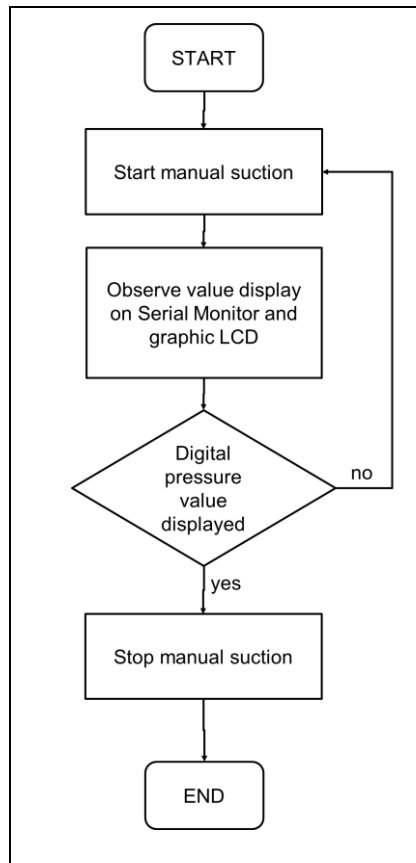 START
Start manual suction
Observe value display
on Serial Monitor and
graphic LCD
Digital
pressure
value
displayed
no
yes
Stop manual suction
END